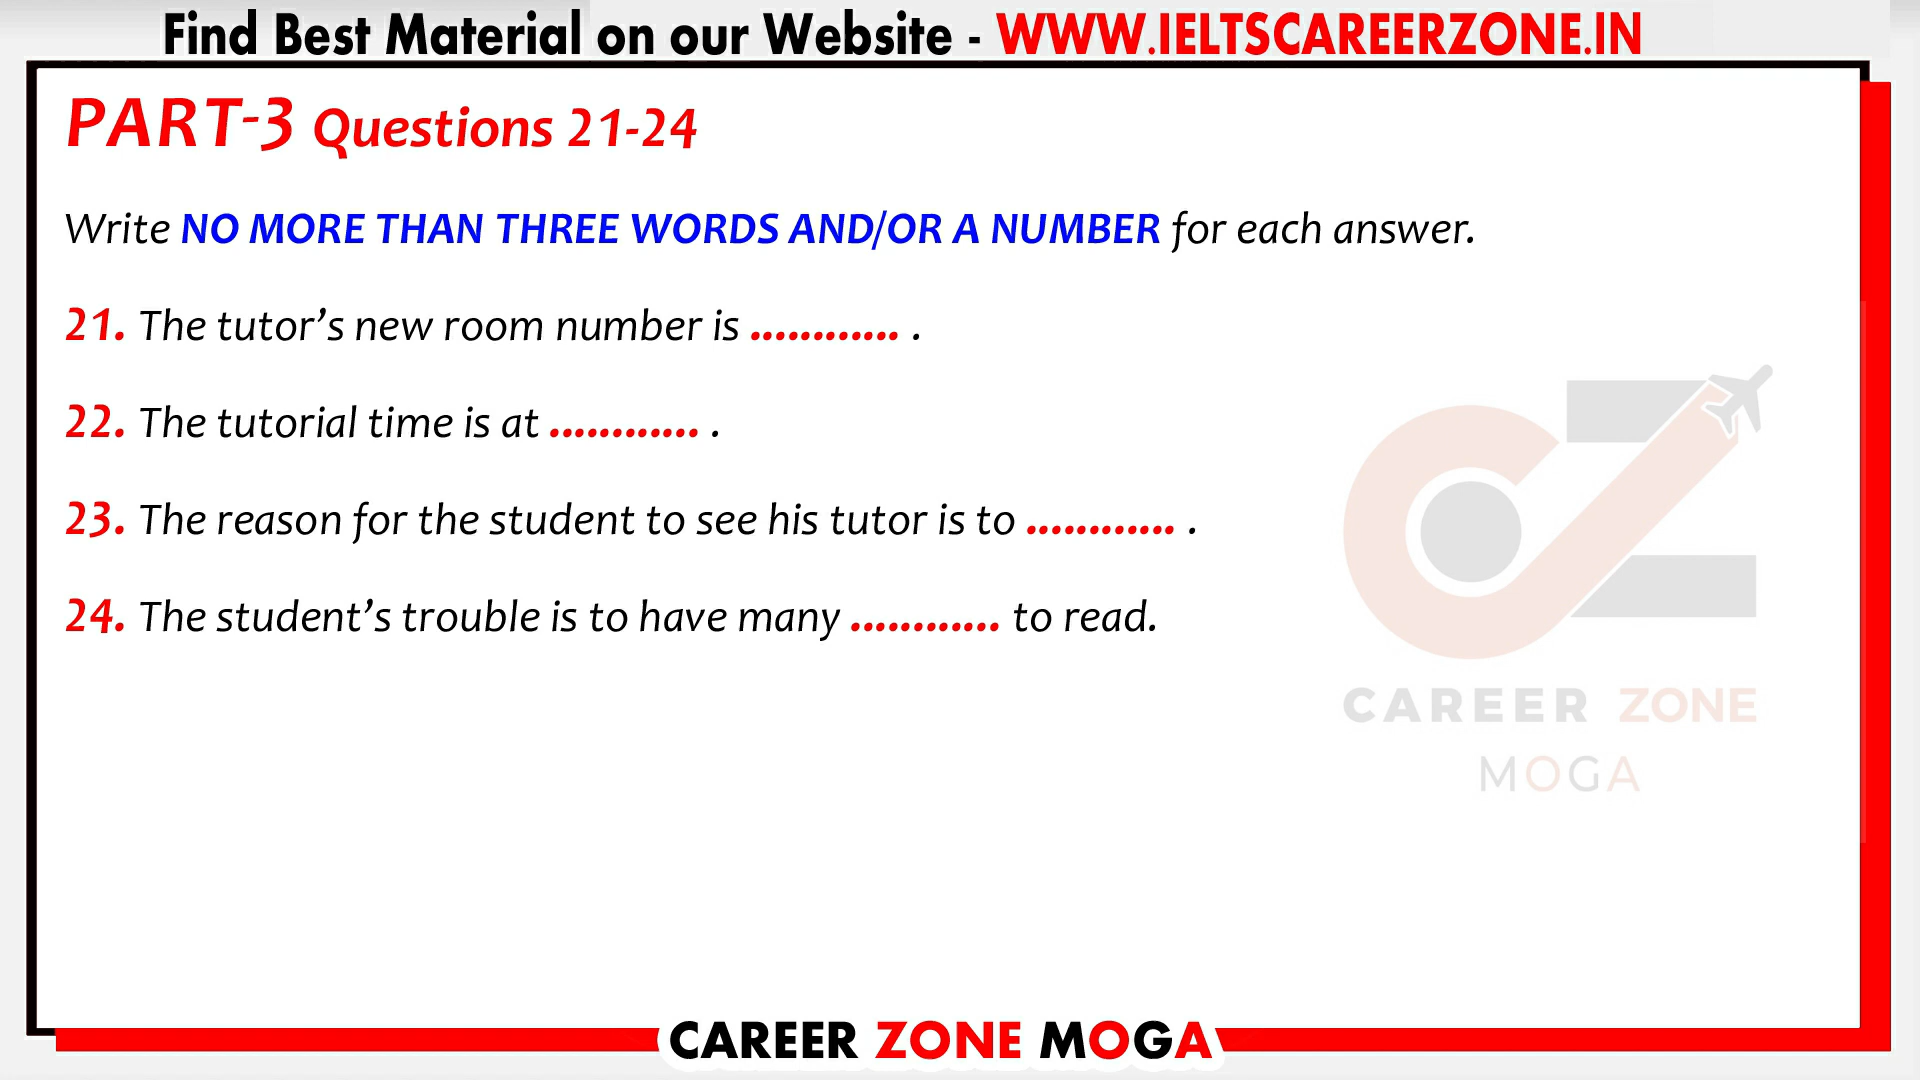 Find Best Material on our Website - WWW.IELTSCAREERZONE.IN
PART-3 Questions 21-24
Write NO MORE THAN THREE WORDS AND/OR A NUMBER for each answer.
21. The tutor’s new room number is ............ .
22. The tutorial time is at ............ .
23. The reason for the student to see his tutor is to ............ .
24. The student’s trouble is to have many ............ to read.
CAREER ZONE
MOGA
CAREER ZONE MOGA